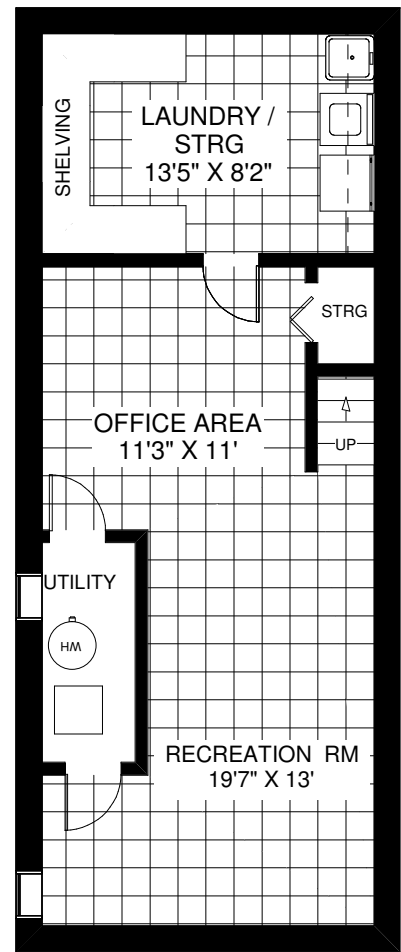 SHELVING
LAUNDRY /
STRG
13'5" X 8'2"
STRG
OFFICE AREA
11'3" X 11'
UP
UTILITY
WH
RECREATION RM
19'7" X 13'